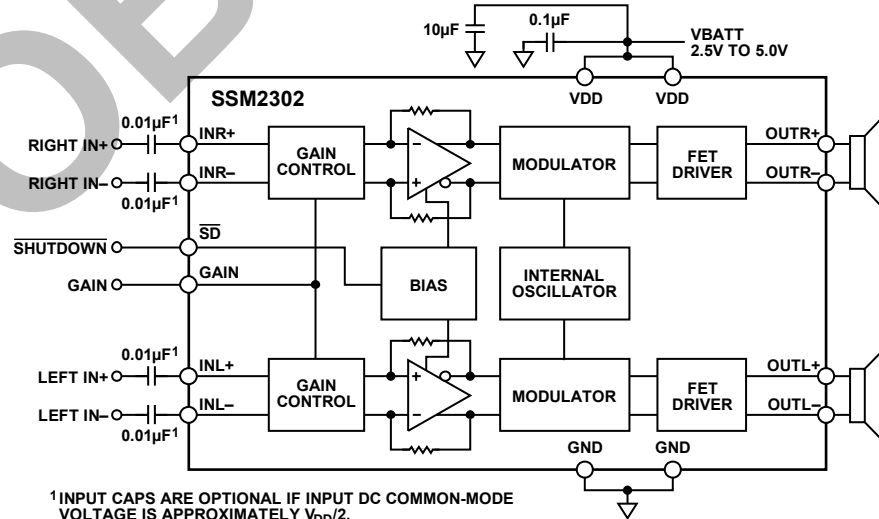 10µF
0.1µF
VBATT
2.5V TO 5.0V
VDD
VDD
SSM2302
0.01µF1
RIGHT IN+
INR+
GAIN
CONTROL
MODULATOR
FET
DRIVER
OUTR+
RIGHT IN–
INR–
OUTR–
0.01µF1
SHUTDOWN
SD
GAIN
GAIN
BIAS
INTERNAL
OSCILLATOR
0.01µF1
LEFT IN+
INL+
GAIN
CONTROL
MODULATOR
FET
DRIVER
OUTL+
LEFT IN–
INL–
OUTL–
0.01µF1
GND
GND
1 INPUT CAPS ARE OPTIONAL IF INPUT DC COMMON-MODE
VOLTAGE IS APPROXIMATELY VDD/2.